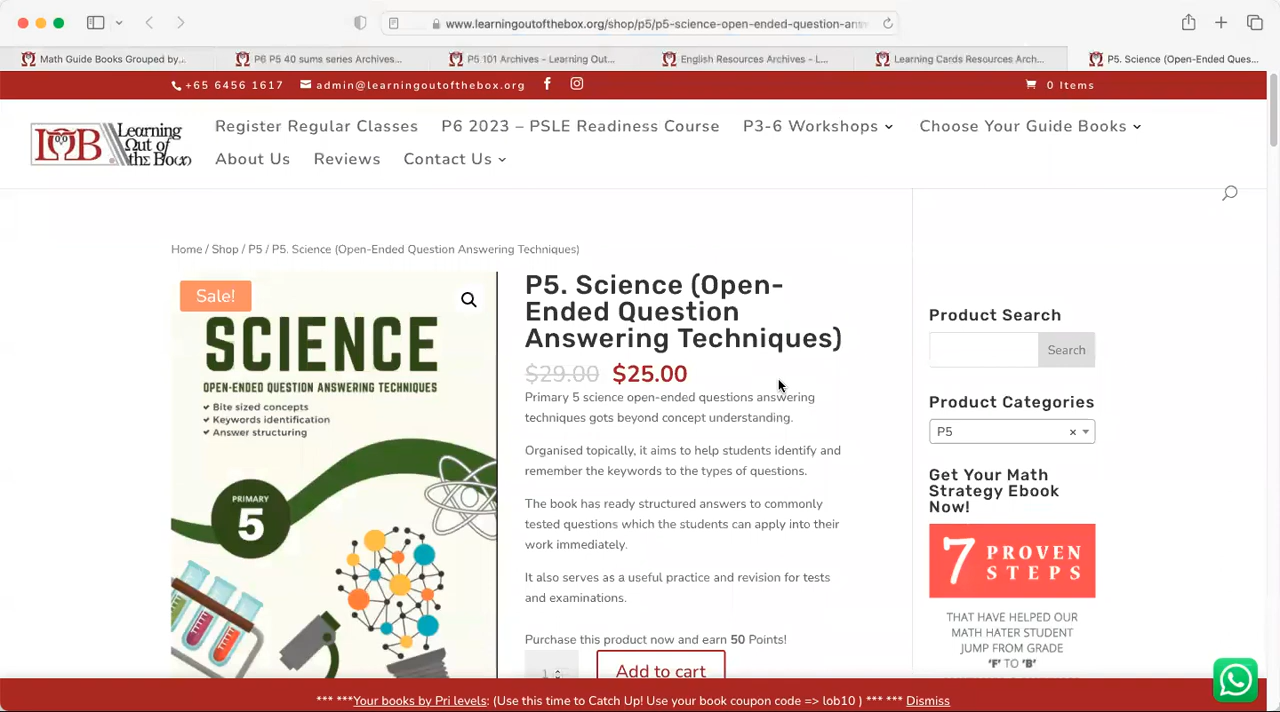 www.learningoutofthebox.org/shop/p5/p5-science-open-ended-question-ans
Math Guide Books Grouped by...
P6 P5 40 sums series Archives...
P5 101 Archives - Learning Out...
English Resources Archives - L...
Learning Cards Resources Arch...
P5. Science (Open-Ended Ques...
+65 6456 1617
admin@learningoutofthebox.org
0 Items
LOB Learning Out of the Box
Register Regular Classes
P6 2023 – PSLE Readiness Course
P3-6 Workshops
Choose Your Guide Books
About Us
Reviews
Contact Us
Home / Shop / P5 / P5. Science (Open-Ended Question Answering Techniques)
Sale!
SCIENCE
OPEN-ENDED QUESTION ANSWERING TECHNIQUES
Bite sized concepts
Keywords identification
Answer structuring
PRIMARY
5
P5. Science (Open-
Ended Question
Answering Techniques)
$29.00 $25.00
Primary 5 science open-ended questions answering
techniques gots beyond concept understanding.
Organised topically, it aims to help students identify and
remember the keywords to the types of questions.
The book has ready structured answers to commonly
tested questions which the students can apply into their
work immediately.
It also serves as a useful practice and revision for tests
and examinations.
Purchase this product now and earn 50 Points!
1
Add to cart
Product Search
Search
Product Categories
P5 ×
Get Your Math
Strategy Ebook
Now!
7 PROVEN
STEPS
THAT HAVE HELPED OUR
MATH HATER STUDENT
JUMP FROM GRADE
'F' TO 'B'
*** ***Your books by Pri levels: (Use this time to Catch Up! Use your book coupon code => lob10 ) *** *** Dismiss